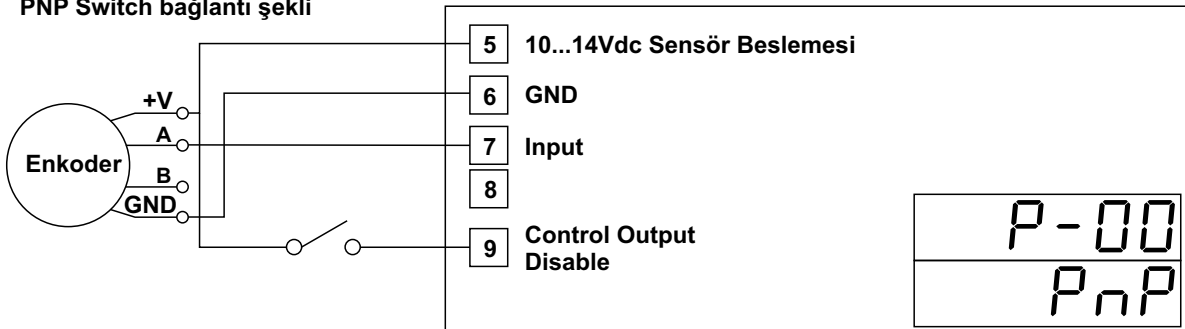 PNP Switch bağlantı şekli
5 10...14Vdc Sensör Beslemesi
6 GND
7 Input
8
9 Control Output
Disable
Enkoder
+V
A
B
GND
P-00
PnP